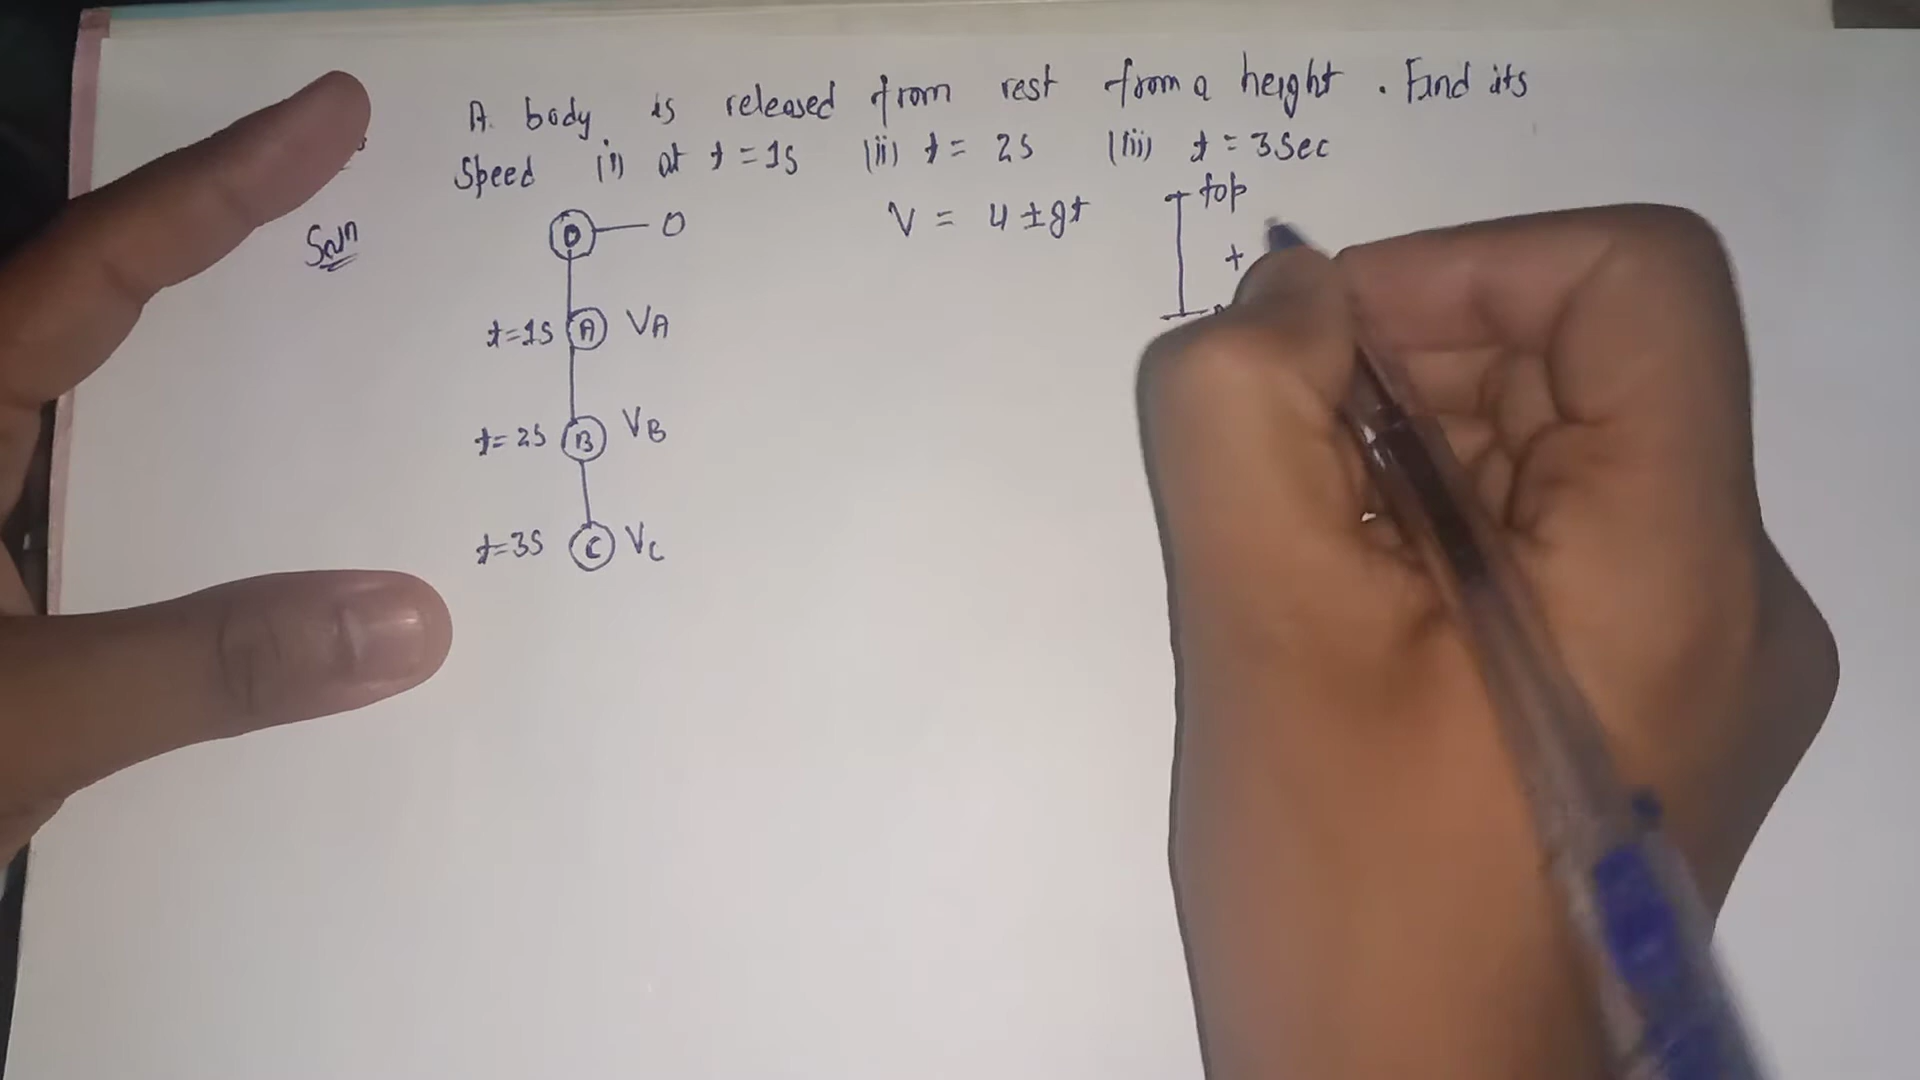 A body is released from rest from a height. Find its
Speed (i) at t=1s (ii) t= 2s (iii) t=3sec
Soln
O
O
V = u±gt
top
+
t=1s
A
VA
t=2s
B
VB
t=3s
C
VC